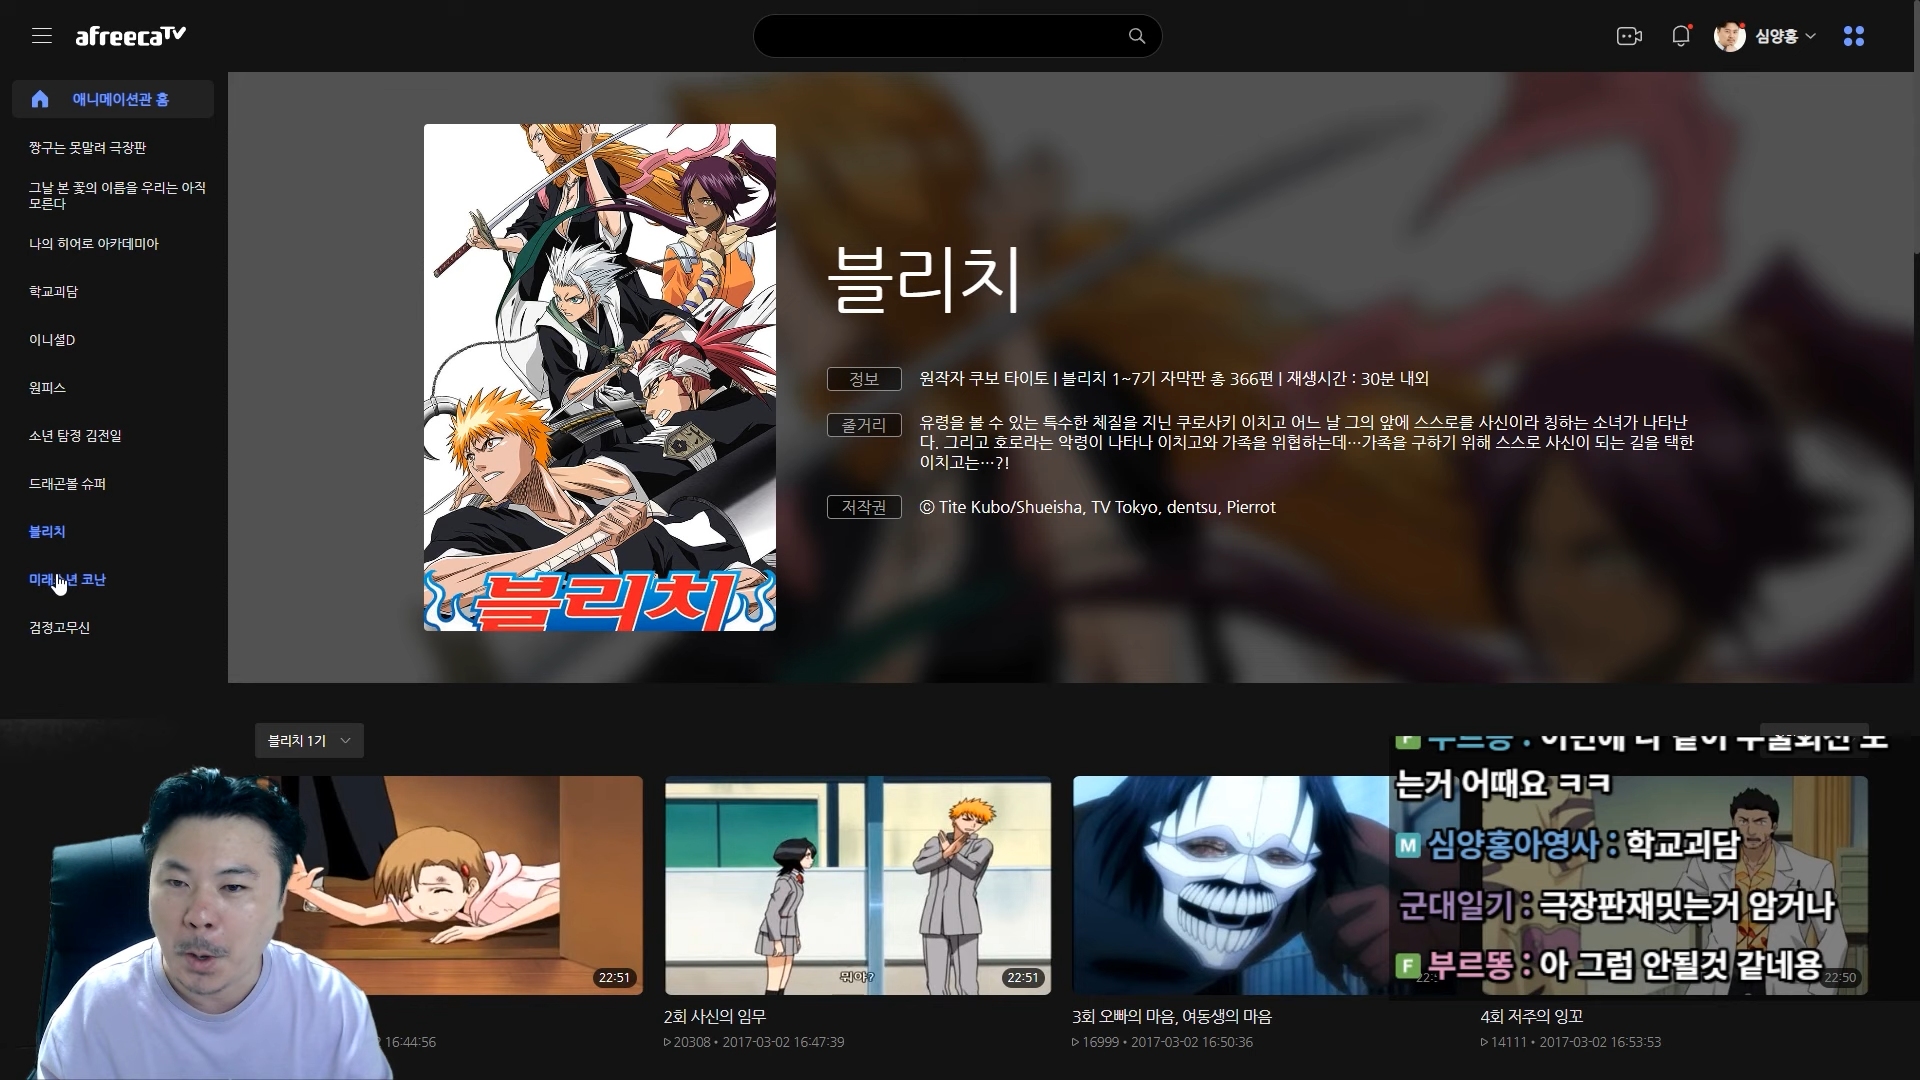 afreecaTV
심양홍
애니메이션관 홈
짱구는 못말려 극장판
그날 본 꽃의 이름을 우리는 아직
모른다
나의 히어로 아카데미아
학교괴담
이니셜D
원피스
소년 탐정 김전일
드래곤볼 슈퍼
블리치
미래 년 코난
검정고무신
블리치
블리치
정보
원작자 쿠보 타이토 | 블리치 1~7기 자막판 총 366편 | 재생시간 : 30분 내외
줄거리
유령을 볼 수 있는 특수한 체질을 지닌 쿠로사키 이치고 어느 날 그의 앞에 스스로를 사신이라 칭하는 소녀가 나타난
다. 그리고 호로라는 악령이 나타나 이치고와 가족을 위협하는데…가족을 구하기 위해 스스로 사신이 되는 길을 택한
이치고는…?!
저작권
ⓒ Tite Kubo/Shueisha, TV Tokyo, dentsu, Pierrot
블리치 1기
F 부르똥 : 이번에 다 같이
는거 어때요 ㅋㅋ
M 심양홍아영사 : 학교괴담
군대일기 : 극장판재밋는거 암거나
F 부르똥 : 아 그럼 안될것 같네용
22:51
뭐야?
22:51
22:50
16:44:56
2회 사신의 임무
20308 • 2017-03-02 16:47:39
3회 오빠의 마음, 여동생의 마음
16999 • 2017-03-02 16:50:36
4회 저주의 잉꼬
14111 • 2017-03-02 16:53:53